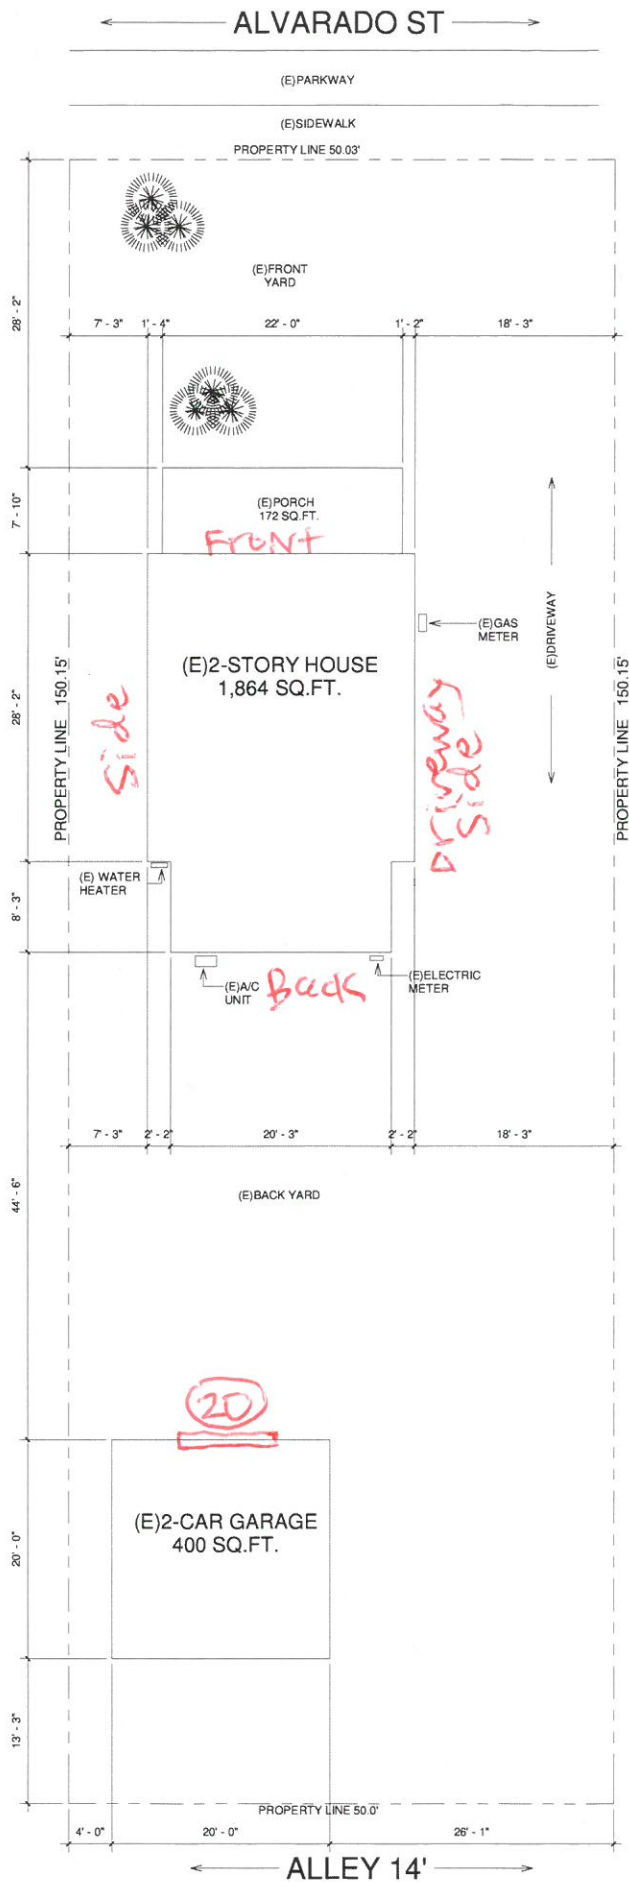 ALVARADO ST
(E)PARKWAY
(E)SIDEWALK
PROPERTY LINE 50.03'
(E)FRONT
YARD
28' - 2"
7' - 3"
1' - 4"
22' - 0"
1' - 2"
18' - 3"
7' - 10"
(E)PORCH
172 SQ.FT.
Front
(E)GAS
METER
(E)DRIVEWAY
(E)2-STORY HOUSE
1,864 SQ.FT.
28' - 2"
PROPERTY LINE 150.15'
Side
Driveway
Side
PROPERTY LINE 150.15'
(E) WATER
HEATER
8' - 3"
(E)A/C
UNIT
Back
(E)ELECTRIC
METER
7' - 3"
2' - 2"
20' - 3"
2' - 2"
18' - 3"
44' - 6"
(E)BACK YARD
20
(E)2-CAR GARAGE
400 SQ.FT.
20' - 0"
13' - 3"
PROPERTY LINE 50.0'
4' - 0"
20' - 0"
26' - 1"
ALLEY 14'